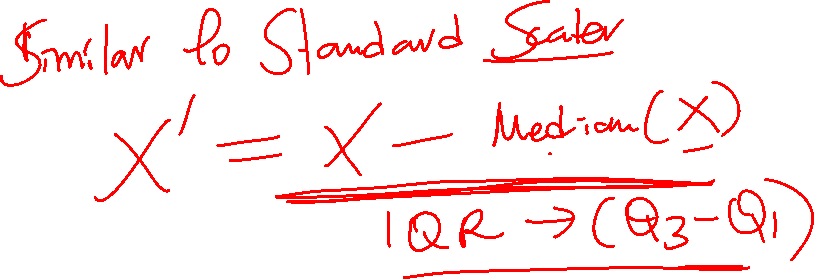 Similar to Standard Scaler
X' = X - Median(X)
IQR → (Q3-Q1)